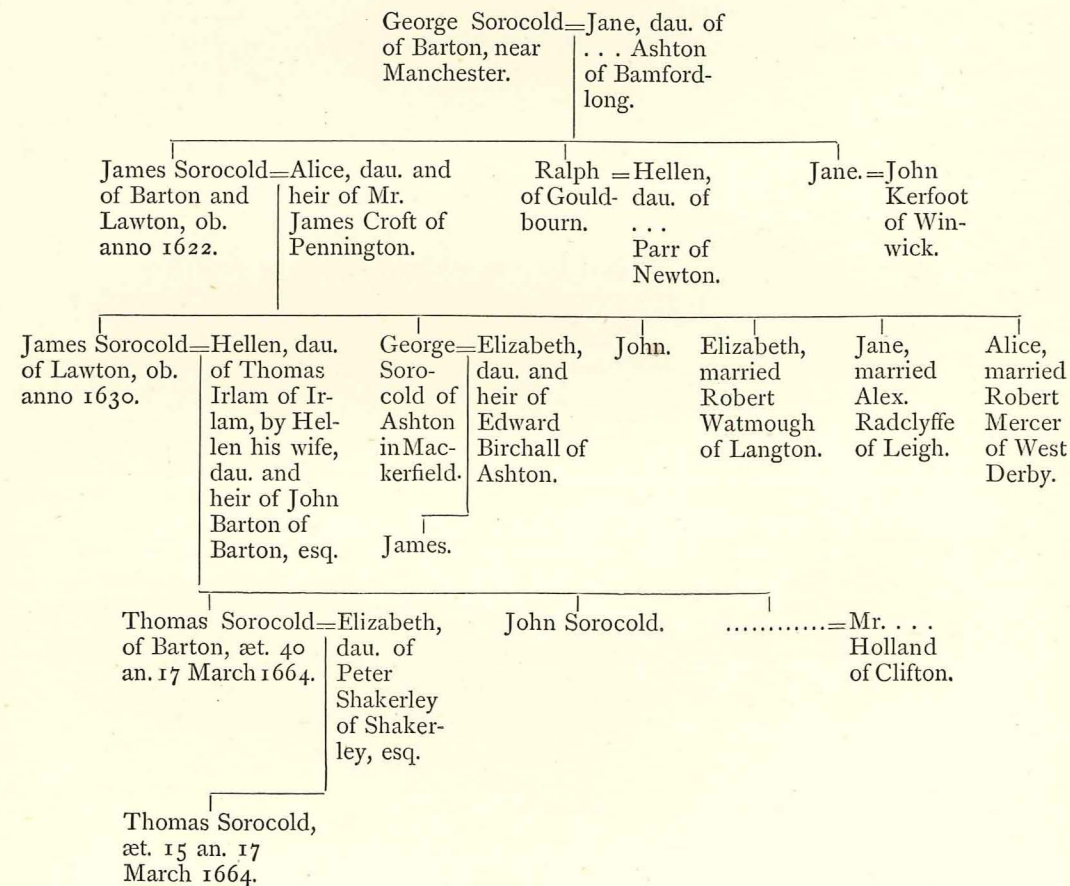 George Sorocold=Jane, dau. of
of Barton, near
Manchester.
. . . Ashton
of Bamford-
long.
James Sorocold=Alice, dau. and
of Barton and
Lawton, ob.
anno 1622.
heir of Mr.
James Croft of
Pennington.
Ralph =Hellen,
of Gould-
bourn.
dau. of
. . .
Parr of
Newton.
Jane.=John
Kerfoot
of Win-
wick.
James Sorocold=Hellen, dau.
of Lawton, ob.
anno 1630.
of Thomas
Irlam of Ir-
lam, by Hel-
len his wife,
dau. and
heir of John
Barton of
Barton, esq.
George=Elizabeth,
Soro-
cold of
Ashton
in Mac-
kerfield.
dau. and
heir of
Edward
Birchall of
Ashton.
John.
Elizabeth,
married
Robert
Watmough
of Langton.
Jane,
married
Alex.
Radclyffe
of Leigh.
Alice,
married
Robert
Mercer
of West
Derby.
James.
Thomas Sorocold=Elizabeth,
of Barton, æt. 40
an. 17 March 1664.
dau. of
Peter
Shakerley
of Shaker-
ley, esq.
John Sorocold.
............=Mr. . . .
Holland
of Clifton.
Thomas Sorocold,
æt. 15 an. 17
March 1664.